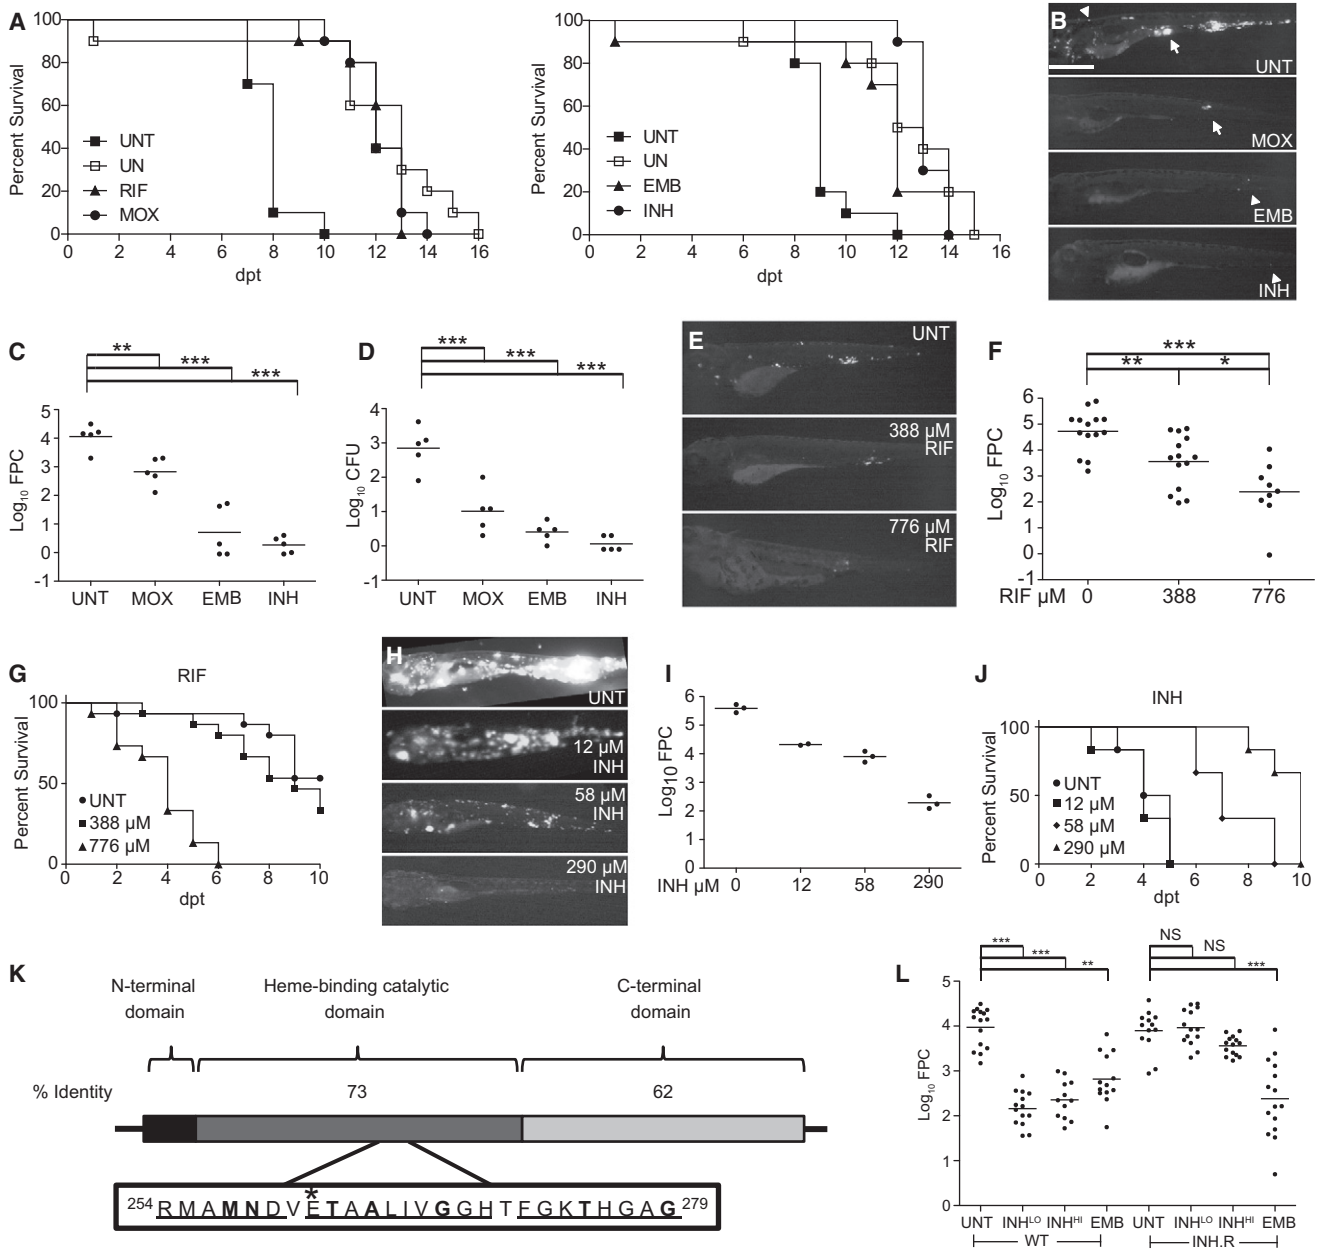 A
Percent Survival
100
80
60
40
20
0
UNT
UN
RIF
MOX
0 2 4 6 8 10 12 14 16
dpt
Percent Survival
100
80
60
40
20
0
UNT
UN
EMB
INH
0 2 4 6 8 10 12 14 16
dpt
B
UNT
MOX
EMB
INH
C
** *** ***
Log10 FPC
5
4
3
2
1
0
-1
UNT MOX EMB INH
D
*** *** ***
Log10 CFU
4
3
2
1
0
-1
UNT MOX EMB INH
E
UNT
388 µM
RIF
776 µM
RIF
F
***
** *
Log10 FPC
6
5
4
3
2
1
0
-1
RIF µM 0 388 776
G
RIF
Percent Survival
100
50
0
UNT
388 µM
776 µM
0 2 4 6 8 10
dpt
H
UNT
12 µM
INH
58 µM
INH
290 µM
INH
I
Log10 FPC
6
5
4
3
2
1
0
INH µM 0 12 58 290
J
INH
Percent Survival
100
50
0
UNT
12 µM
58 µM
290 µM
0 2 4 6 8 10
dpt
K
N-terminal
domain
Heme-binding catalytic
domain
C-terminal
domain
% Identity 73 62
*
254 RMAMNDVETAALIVGGHTFGKTHGAG 279
L
*** *** **
NS NS ***
Log10 FPC
5
4
3
2
1
0
UNT INHLO INHHI EMB UNT INHLO INHHI EMB
WT INH.R